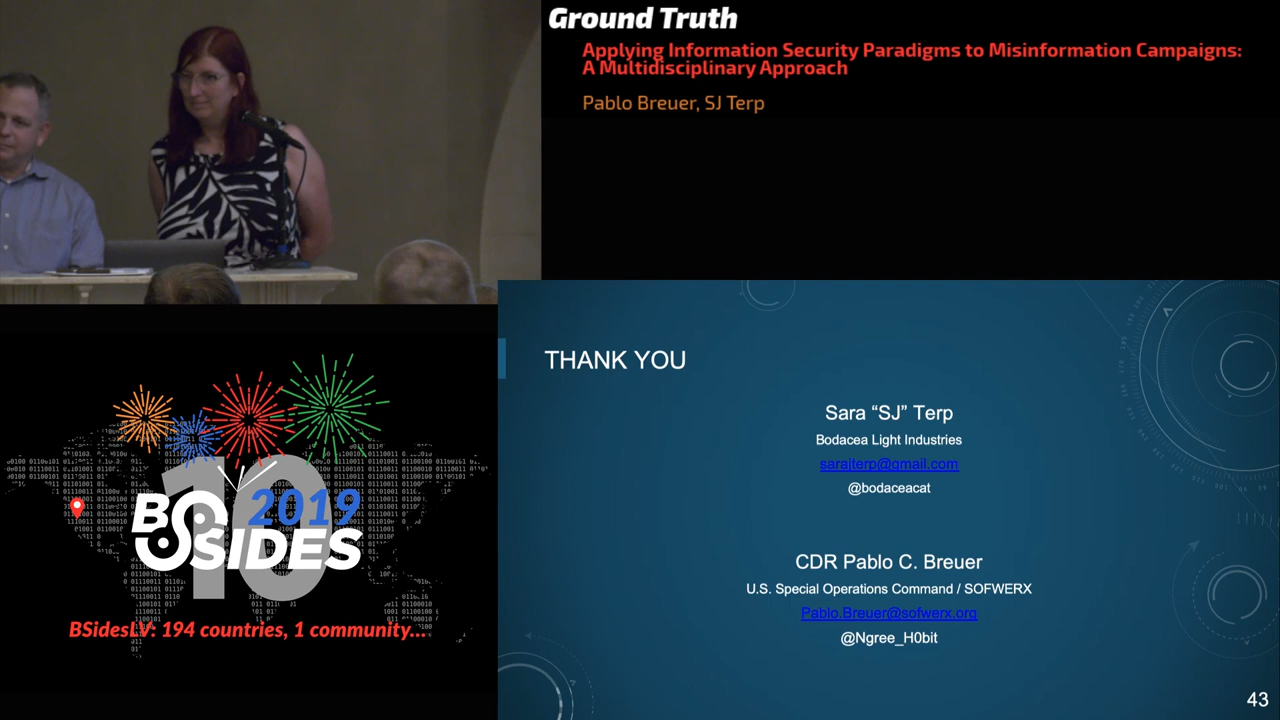 Ground Truth
Applying Information Security Paradigms to Misinformation Campaigns:
A Multidisciplinary Approach
Pablo Breuer, SJ Terp
THANK YOU
Sara “SJ” Terp
Bodacea Light Industries
sarajterp@gmail.com
@bodaceacat
CDR Pablo C. Breuer
U.S. Special Operations Command / SOFWERX
Pablo.Breuer@sofwerx.org
@Ngree_H0bit
43
10
2019
BSIDES
BSidesLV: 194 countries, 1 community...